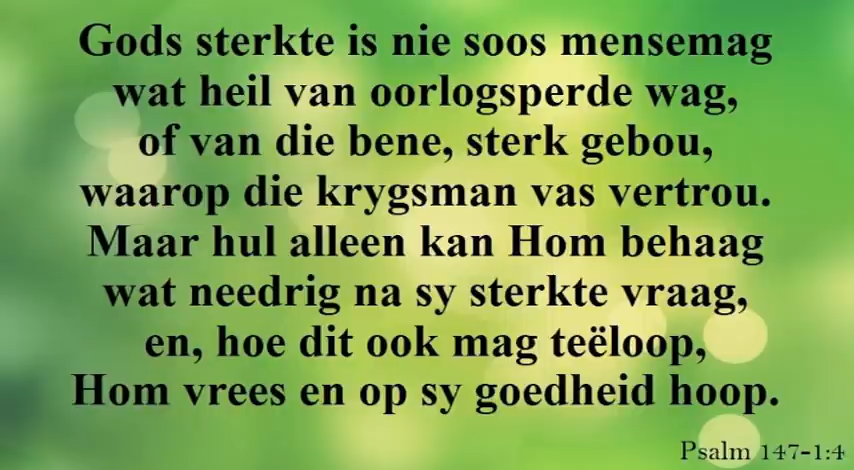 Gods sterkte is nie soos mensemag
wat heil van oorlogsperde wag,
of van die bene, sterk gebou,
waarop die krygsman vas vertrou.
Maar hul alleen kan Hom behaag
wat needrig na sy sterkte vraag,
en, hoe dit ook mag teëloop,
Hom vrees en op sy goedheid hoop.
Psalm 147-1:4